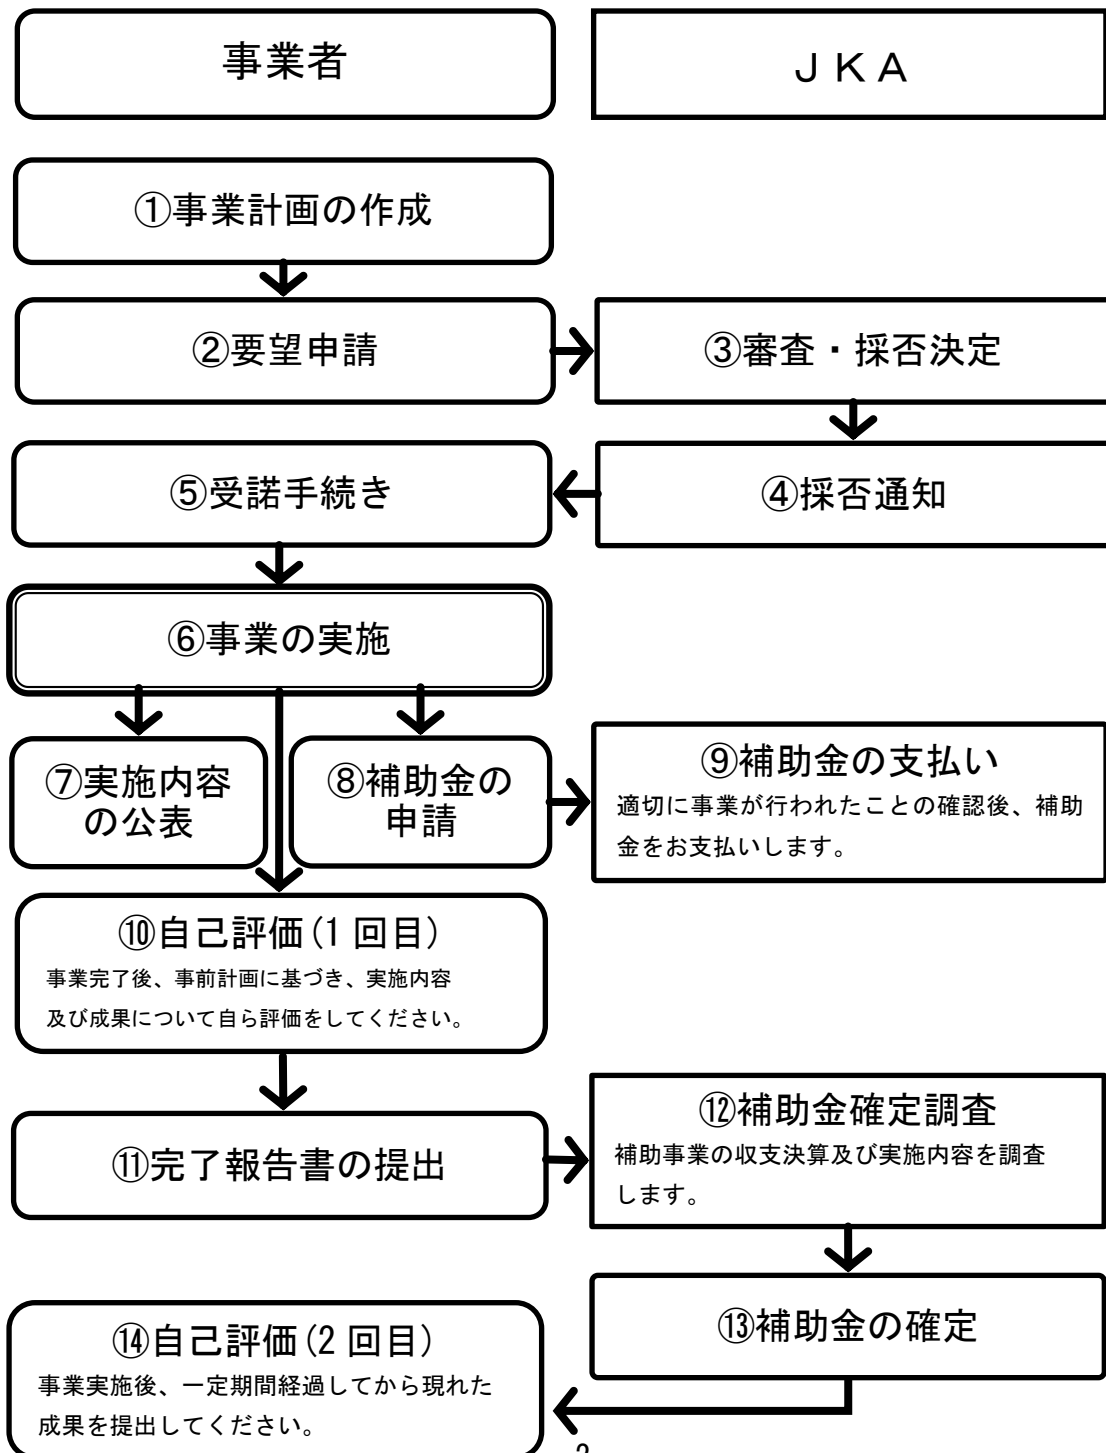 事業者
ＪＫＡ
①事業計画の作成
②要望申請
③審査・採否決定
⑤受諾手続き
④採否通知
⑥事業の実施
⑦実施内容
の公表
⑧補助金の
申請
⑨補助金の支払い
適切に事業が行われたことの確認後、補助
金をお支払いします。
⑩自己評価(1回目)
事業完了後、事前計画に基づき、実施内容
及び成果について自ら評価をしてください。
⑪完了報告書の提出
⑫補助金確定調査
補助事業の収支決算及び実施内容を調査
します。
⑬補助金の確定
⑭自己評価(2回目)
事業実施後、一定期間経過してから現れた
成果を提出してください。